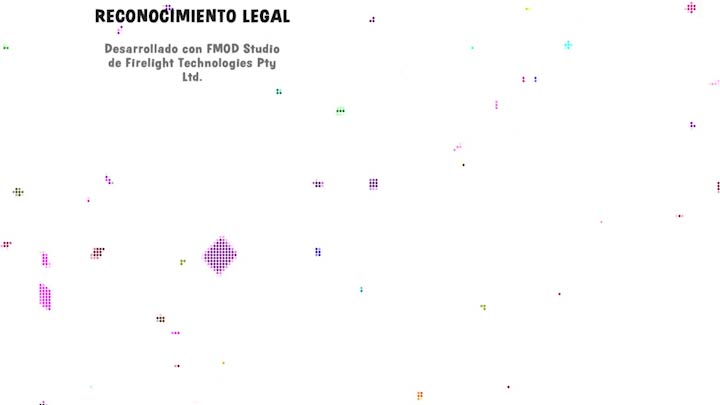 RECONOCIMIENTO LEGAL
Desarrollado con FMOD Studio
de Firelight Technologies Pty
Ltd.